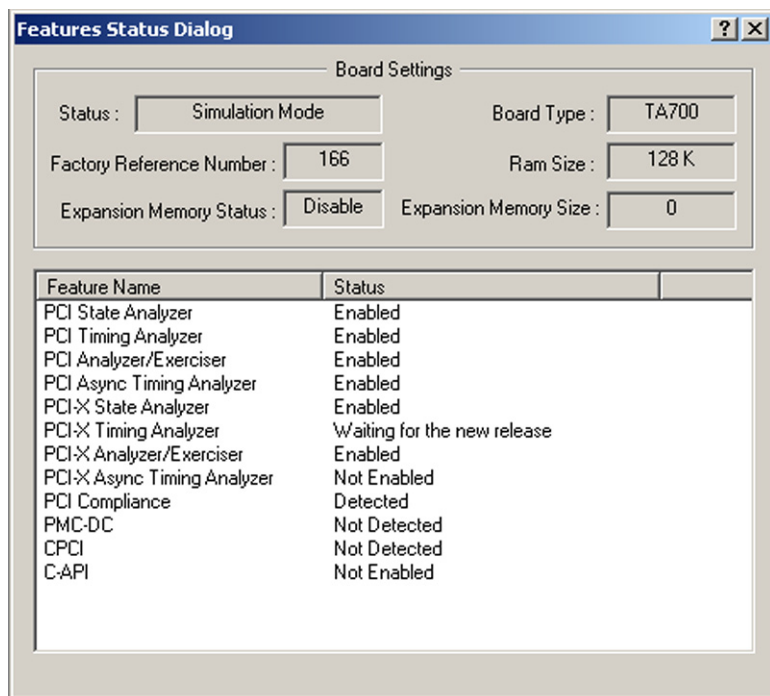 Features Status Dialog
Board Settings
Status : Simulation Mode Board Type : TA700
Factory Reference Number : 166 Ram Size : 128 K
Expansion Memory Status : Disable Expansion Memory Size : 0
Feature Name Status
PCI State Analyzer Enabled
PCI Timing Analyzer Enabled
PCI Analyzer/Exerciser Enabled
PCI Async Timing Analyzer Enabled
PCI-X State Analyzer Enabled
PCI-X Timing Analyzer Waiting for the new release
PCI-X Analyzer/Exerciser Enabled
PCI-X Async Timing Analyzer Not Enabled
PCI Compliance Detected
PMC-DC Not Detected
CPCI Not Detected
C-API Not Enabled